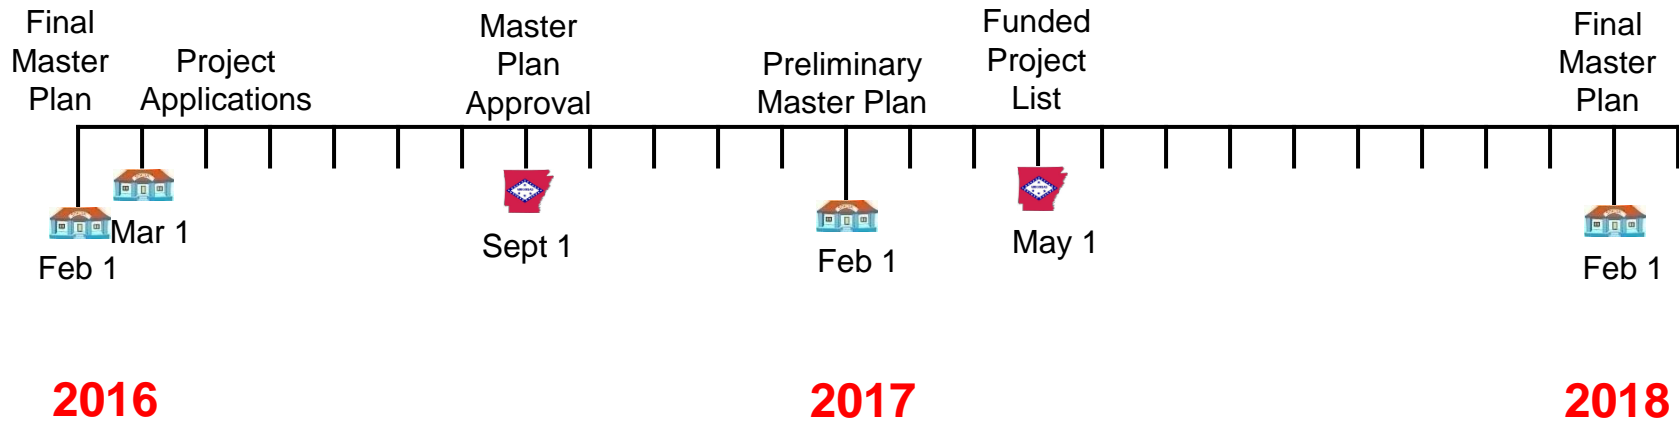 Final
Master
Plan
Project
Applications
Master
Plan
Approval
Preliminary
Master Plan
Funded
Project
List
Final
Master
Plan
Feb 1
Mar 1
Sept 1
Feb 1
May 1
Feb 1
2016
2017
2018